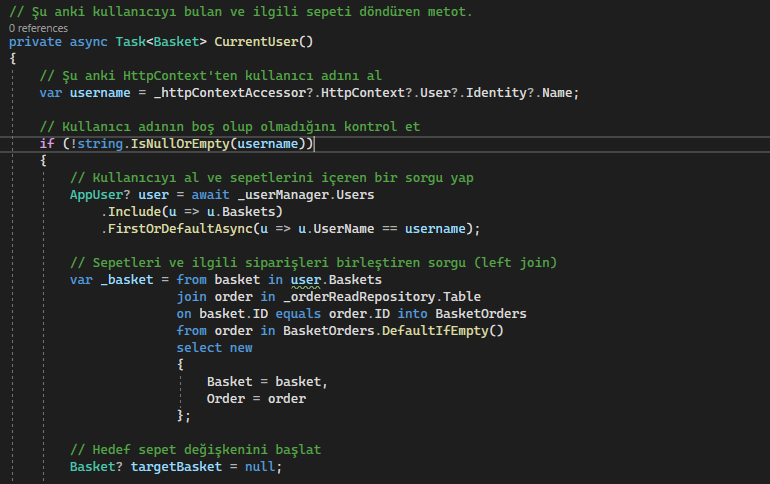 // Şu anki kullanıcıyı bulan ve ilgili sepeti döndüren metot.
0 references
private async Task<Basket> CurrentUser()
{
    // Şu anki HttpContext'ten kullanıcı adını al
    var username = _httpContextAccessor?.HttpContext?.User?.Identity?.Name;

    // Kullanıcı adının boş olup olmadığını kontrol et
    if (!string.IsNullOrEmpty(username))
    {
        // Kullanıcıyı al ve sepetlerini içeren bir sorgu yap
        AppUser? user = await _userManager.Users
            .Include(u => u.Baskets)
            .FirstOrDefaultAsync(u => u.UserName == username);

        // Sepetleri ve ilgili siparişleri birleştiren sorgu (left join)
        var _basket = from basket in user.Baskets
                      join order in _orderReadRepository.Table
                      on basket.ID equals order.ID into BasketOrders
                      from order in BasketOrders.DefaultIfEmpty()
                      select new
                      {
                          Basket = basket,
                          Order = order
                      };

        // Hedef sepet değişkenini başlat
        Basket? targetBasket = null;